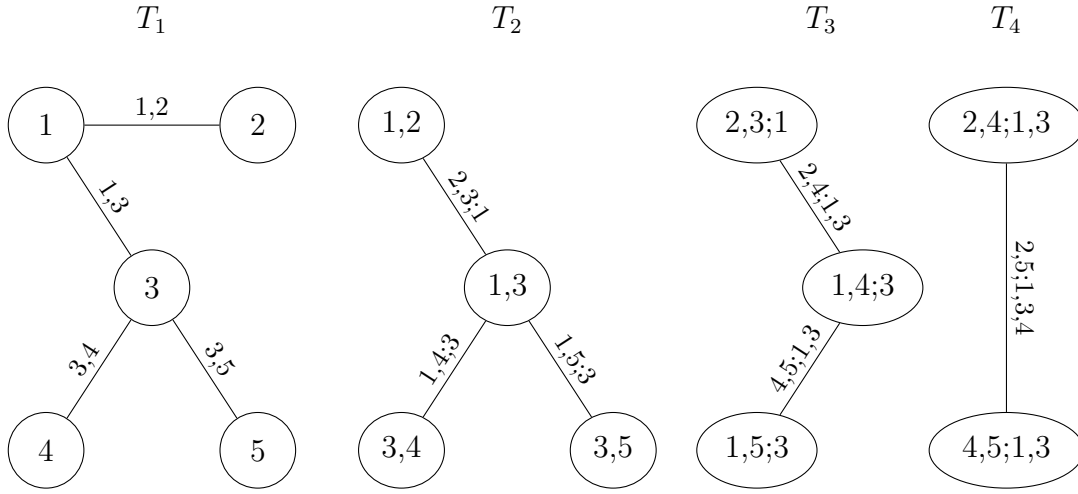 T1 T2 T3 T4
1 1,2 2 1,2 2,3;1 2,4;1,3
1,3 2,3;1 2,4;1,3
3 1,3 1,4;3 2,5;1,3,4
3,4 3,5 1,4;3 1,5;3 4,5;1,3
4 5 3,4 3,5 1,5;3 4,5;1,3